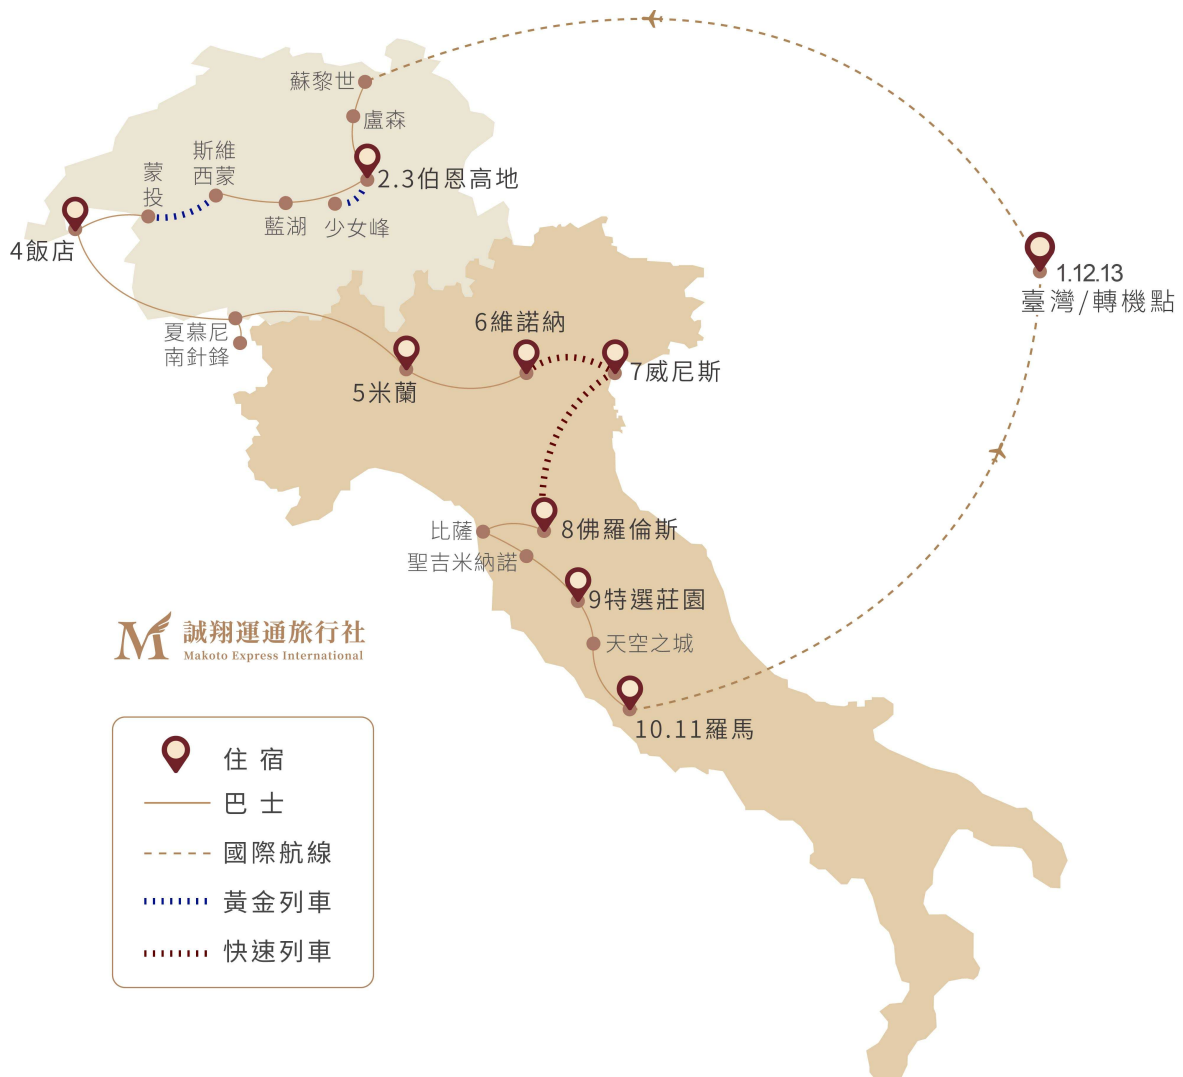 蘇黎世
盧森
斯維
西蒙
蒙
投
2.3伯恩高地
藍湖
少女峰
4飯店
1.12.13
臺灣/轉機點
夏慕尼
南針鋒
6維諾納
7威尼斯
5米蘭
比薩
8佛羅倫斯
聖吉米納諾
9特選莊園
天空之城
10.11羅馬
誠翔運通旅行社
Makoto Express International
住 宿
巴 士
國際航線
黃金列車
快速列車